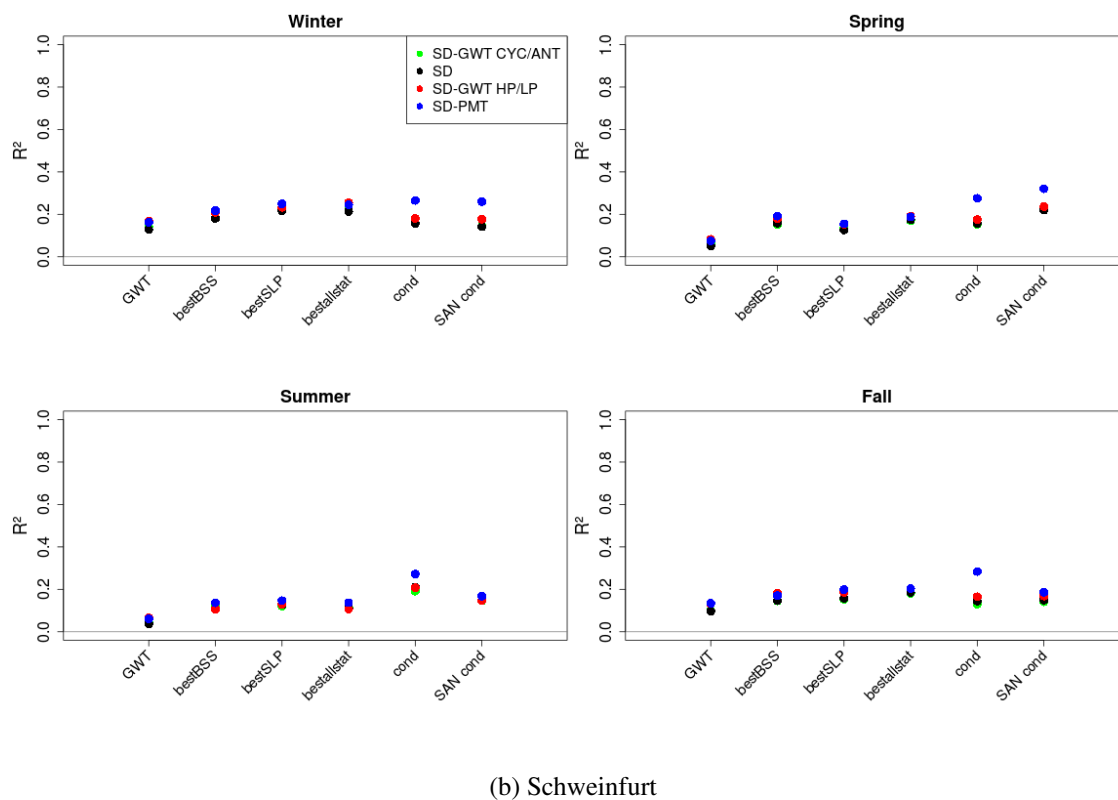 Winter
R²
0.0 0.2 0.4 0.6 0.8 1.0
SD-GWT CYC/ANT
SD
SD-GWT HP/LP
SD-PMT
GWT bestBSS bestSLP bestallstat cond SAN cond
Spring
R²
0.0 0.2 0.4 0.6 0.8 1.0
GWT bestBSS bestSLP bestallstat cond SAN cond
Summer
R²
0.0 0.2 0.4 0.6 0.8 1.0
GWT bestBSS bestSLP bestallstat cond SAN cond
Fall
R²
0.0 0.2 0.4 0.6 0.8 1.0
GWT bestBSS bestSLP bestallstat cond SAN cond
(b) Schweinfurt